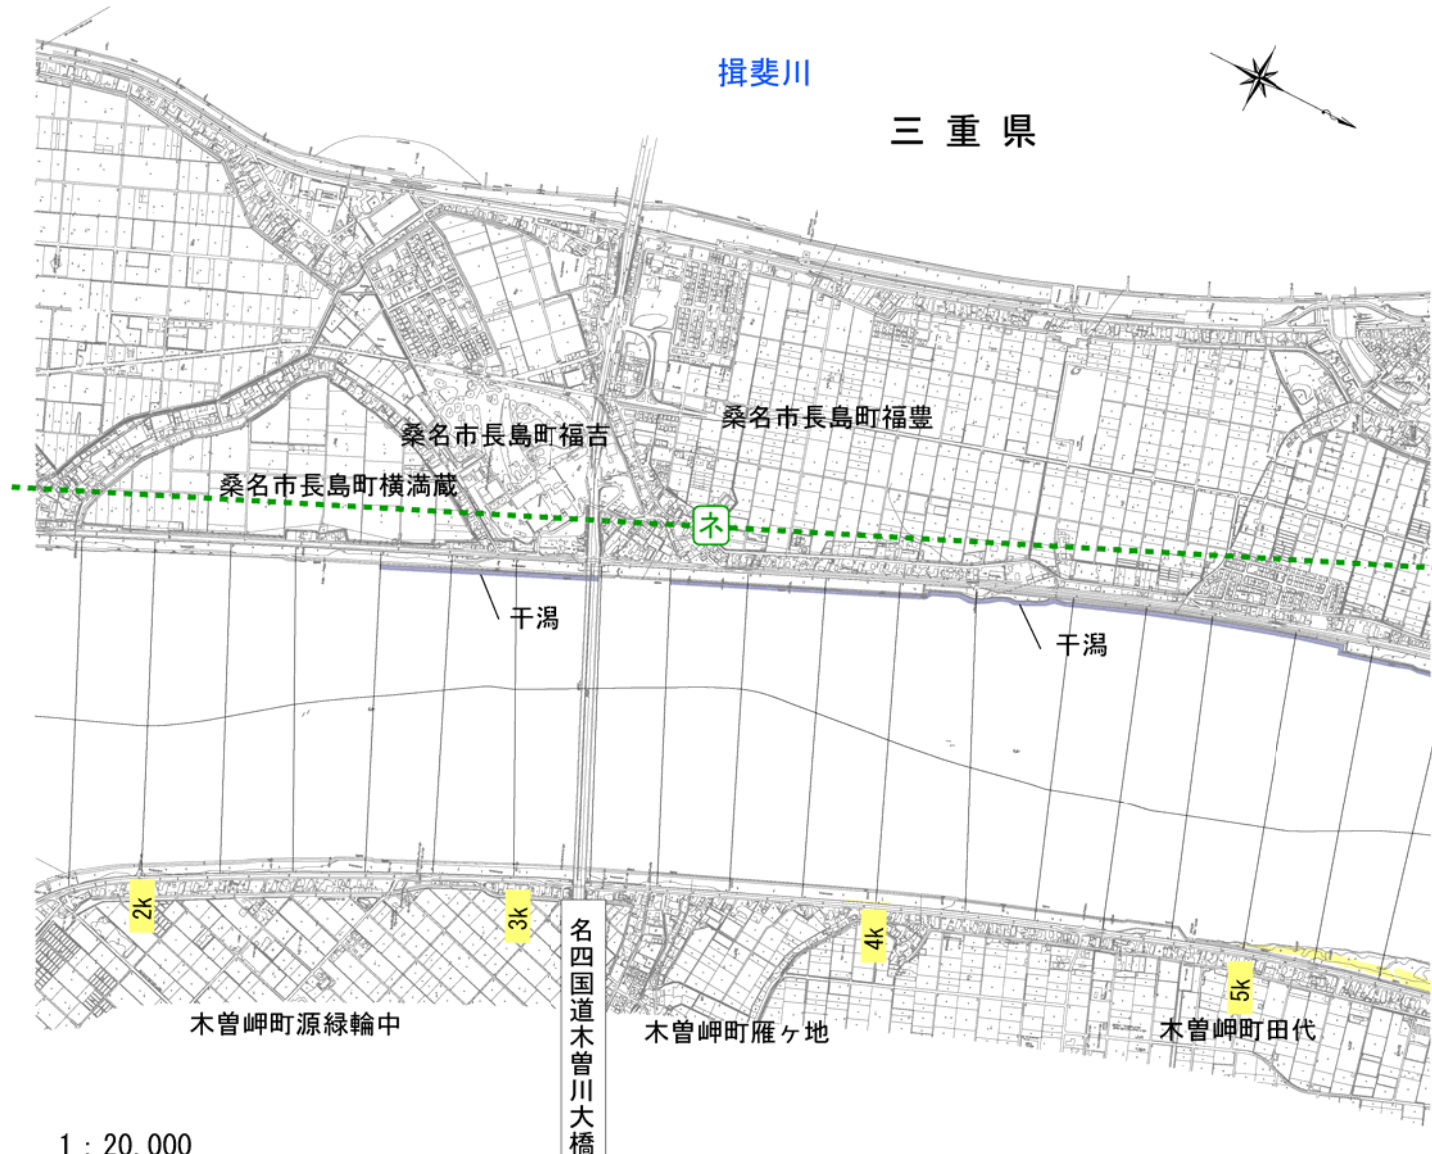 揖斐川
三重県
桑名市長島町福豊
桑名市長島町福吉
桑名市長島町横満蔵
ネ
干潟
干潟
2k
3k
4k
5k
名四国道木曽川大橋
木曽岬町源緑輪中
木曽岬町雁ヶ地
木曽岬町田代
1:20,000